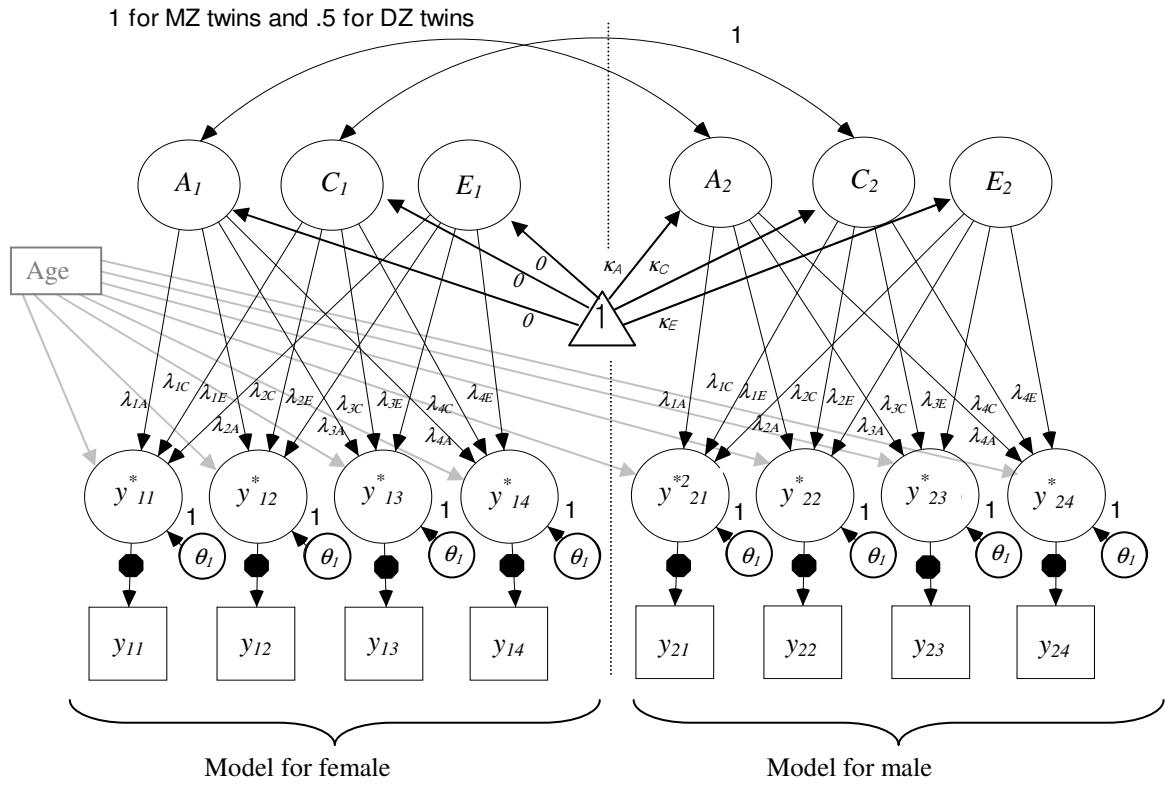 1 for MZ twins and .5 for DZ twins
1
A1 C1 E1 A2 C2 E2
Age
0 0 0 κA κC κE
1
λ1A λ1C λ1E λ2A λ2C λ2E λ3A λ3C λ3E λ4A λ4C λ4E
λ1A λ1C λ1E λ2A λ2C λ2E λ3A λ3C λ3E λ4A λ4C λ4E
y*11 y*12 y*13 y*14 y*221 y*22 y*23 y*24
1 1 1 1 1 1 1 1
θ1 θ1 θ1 θ1 θ1 θ1 θ1 θ1
y11 y12 y13 y14 y21 y22 y23 y24
Model for female Model for male